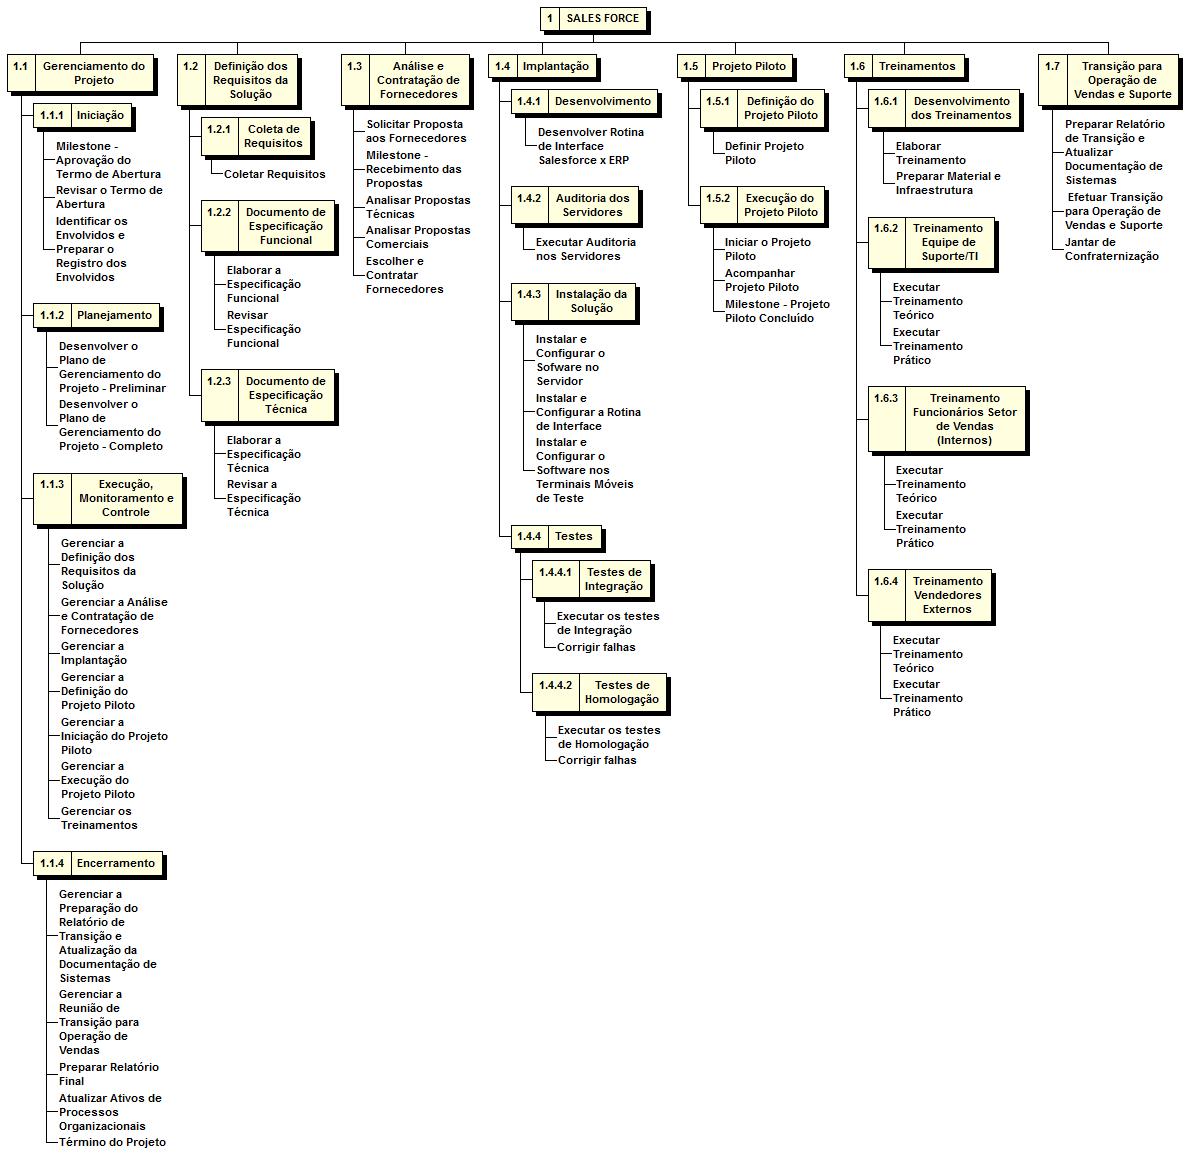 1 SALES FORCE
1.1 Gerenciamento do
Projeto
1.1.1 Iniciação
Milestone -
Aprovação do
Termo de Abertura
Revisar o Termo de
Abertura
Identificar os
Envolvidos e
Preparar o
Registro dos
Envolvidos
1.1.2 Planejamento
Desenvolver o
Plano de
Gerenciamento do
Projeto - Preliminar
Desenvolver o
Plano de
Gerenciamento do
Projeto - Completo
1.1.3 Execução,
Monitoramento e
Controle
Gerenciar a
Definição dos
Requisitos da
Solução
Gerenciar a Análise
e Contratação de
Fornecedores
Gerenciar a
Implantação
Gerenciar a
Definição do
Projeto Piloto
Gerenciar a
Iniciação do Projeto
Piloto
Gerenciar a
Execução do
Projeto Piloto
Gerenciar os
Treinamentos
1.1.4 Encerramento
Gerenciar a
Preparação do
Relatório de
Transição e
Atualização da
Documentação de
Sistemas
Gerenciar a
Reunião de
Transição para
Operação de
Vendas
Preparar Relatório
Final
Atualizar Ativos de
Processos
Organizacionais
Término do Projeto
1.2 Definição dos
Requisitos da
Solução
1.2.1 Coleta de
Requisitos
Coletar Requisitos
1.2.2 Documento de
Especificação
Funcional
Elaborar a
Especificação
Funcional
Revisar
Especificação
Funcional
1.2.3 Documento de
Especificação
Técnica
Elaborar a
Especificação
Técnica
Revisar a
Especificação
Técnica
1.3 Análise e
Contratação de
Fornecedores
Solicitar Proposta
aos Fornecedores
Milestone -
Recebimento das
Propostas
Analisar Propostas
Técnicas
Analisar Propostas
Comerciais
Escolher e
Contratar
Fornecedores
1.4 Implantação
1.4.1 Desenvolvimento
Desenvolver Rotina
de Interface
Salesforce x ERP
1.4.2 Auditoria dos
Servidores
Executar Auditoria
nos Servidores
1.4.3 Instalação da
Solução
Instalar e
Configurar o
Sofware no
Servidor
Instalar e
Configurar a Rotina
de Interface
Instalar e
Configurar o
Software nos
Terminais Móveis
de Teste
1.4.4 Testes
1.4.4.1 Testes de
Integração
Executar os testes
de Integração
Corrigir falhas
1.4.4.2 Testes de
Homologação
Executar os testes
de Homologação
Corrigir falhas
1.5 Projeto Piloto
1.5.1 Definição do
Projeto Piloto
Definir Projeto
Piloto
1.5.2 Execução do
Projeto Piloto
Iniciar o Projeto
Piloto
Acompanhar
Projeto Piloto
Milestone - Projeto
Piloto Concluído
1.6 Treinamentos
1.6.1 Desenvolvimento
dos Treinamentos
Elaborar
Treinamento
Preparar Material e
Infraestrutura
1.6.2 Treinamento
Equipe de
Suporte/TI
Executar
Treinamento
Teórico
Executar
Treinamento
Prático
1.6.3 Treinamento
Funcionários Setor
de Vendas
(Internos)
Executar
Treinamento
Teórico
Executar
Treinamento
Prático
1.6.4 Treinamento
Vendedores
Externos
Executar
Treinamento
Teórico
Executar
Treinamento
Prático
1.7 Transição para
Operação de
Vendas e Suporte
Preparar Relatório
de Transição e
Atualizar
Documentação de
Sistemas
Efetuar Transição
para Operação de
Vendas e Suporte
Jantar de
Confraternização